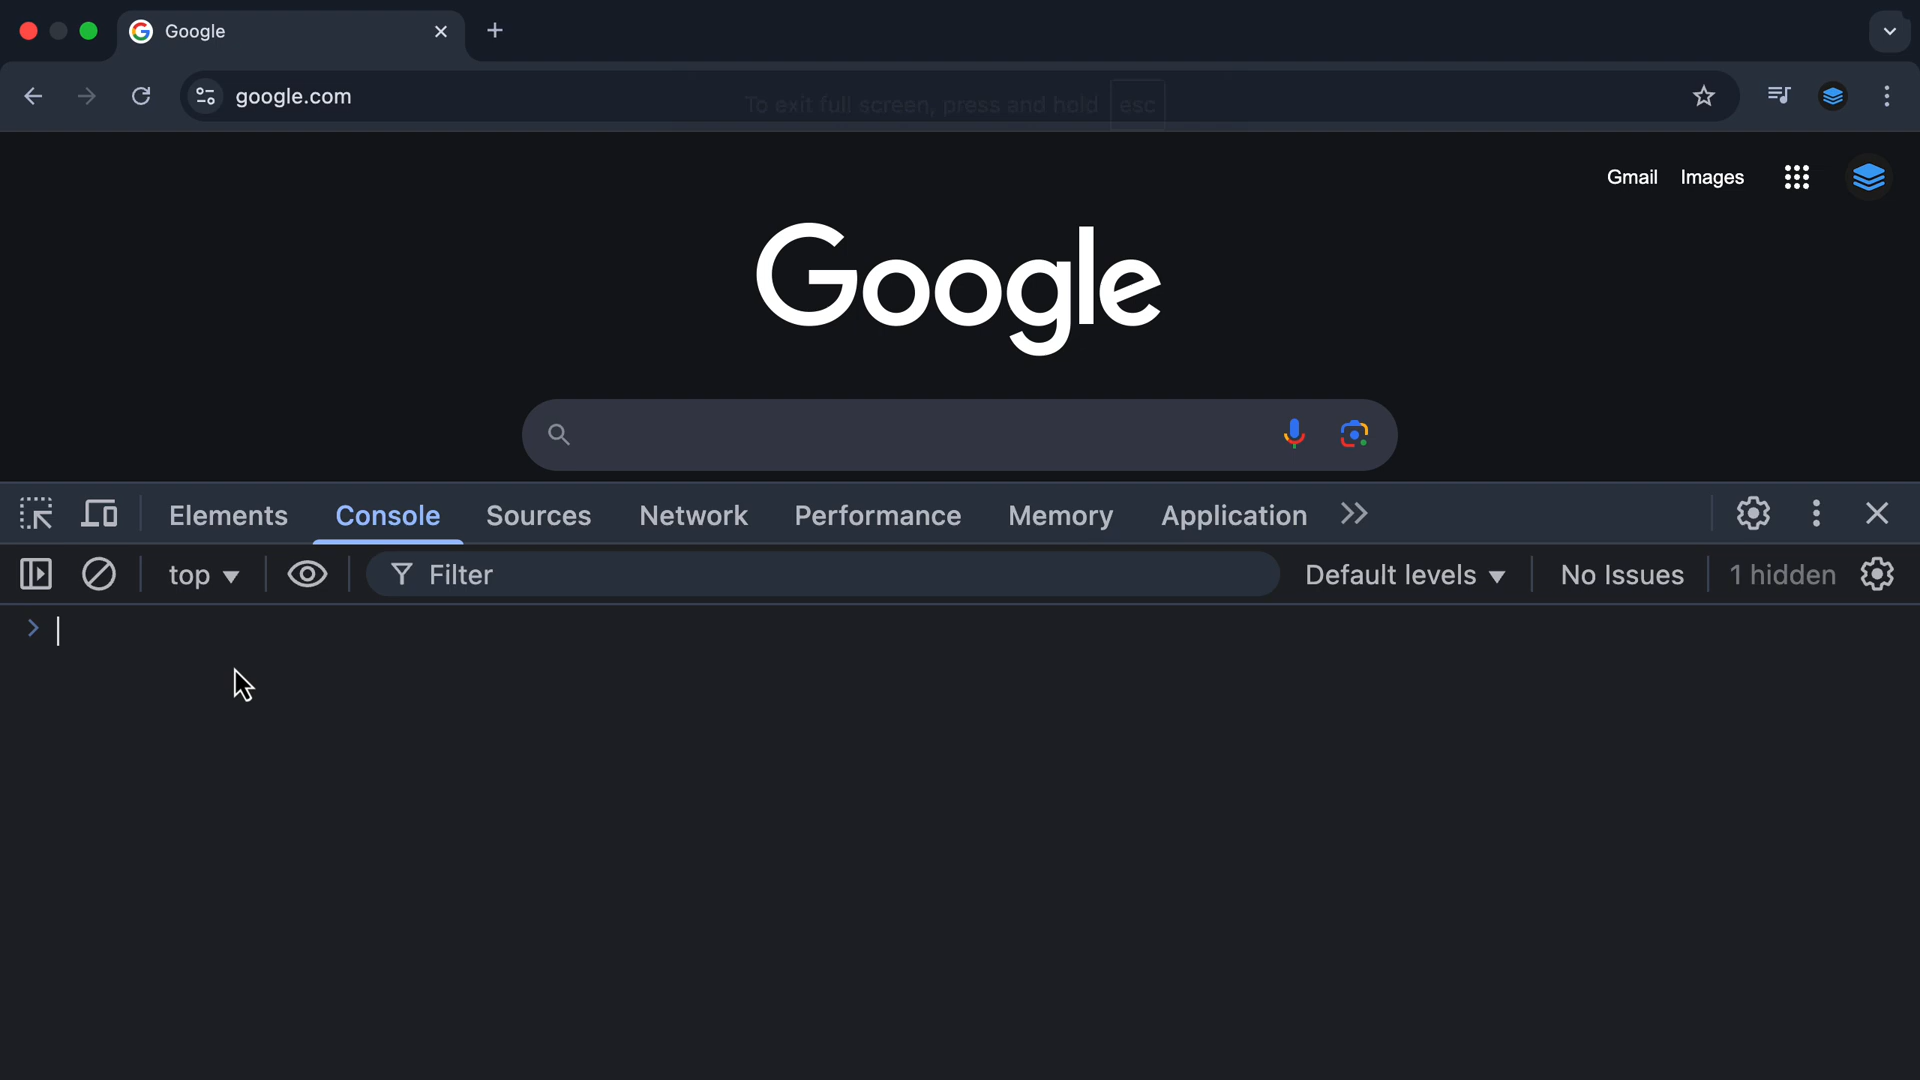 Google
google.com
To exit full screen, press and hold esc
Gmail Images
Google
Elements Console Sources Network Performance Memory Application
top Filter Default levels No Issues 1 hidden